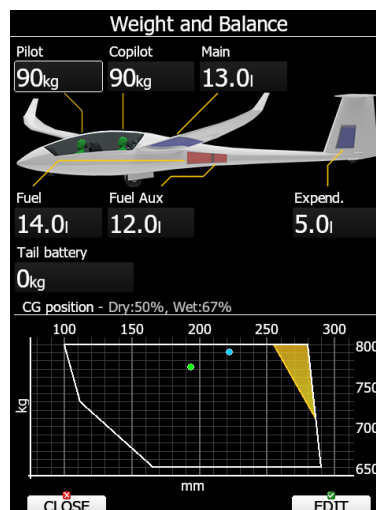 Weight and Balance
Pilot Copilot Main
90kg 90kg 13.0l
Fuel Fuel Aux Expend.
14.0l 12.0l 5.0l
Tail battery
0kg
CG position - Dry:50%, Wet:67%
100 150 200 250 300
800
750
kg
700
650
mm
CLOSE EDIT